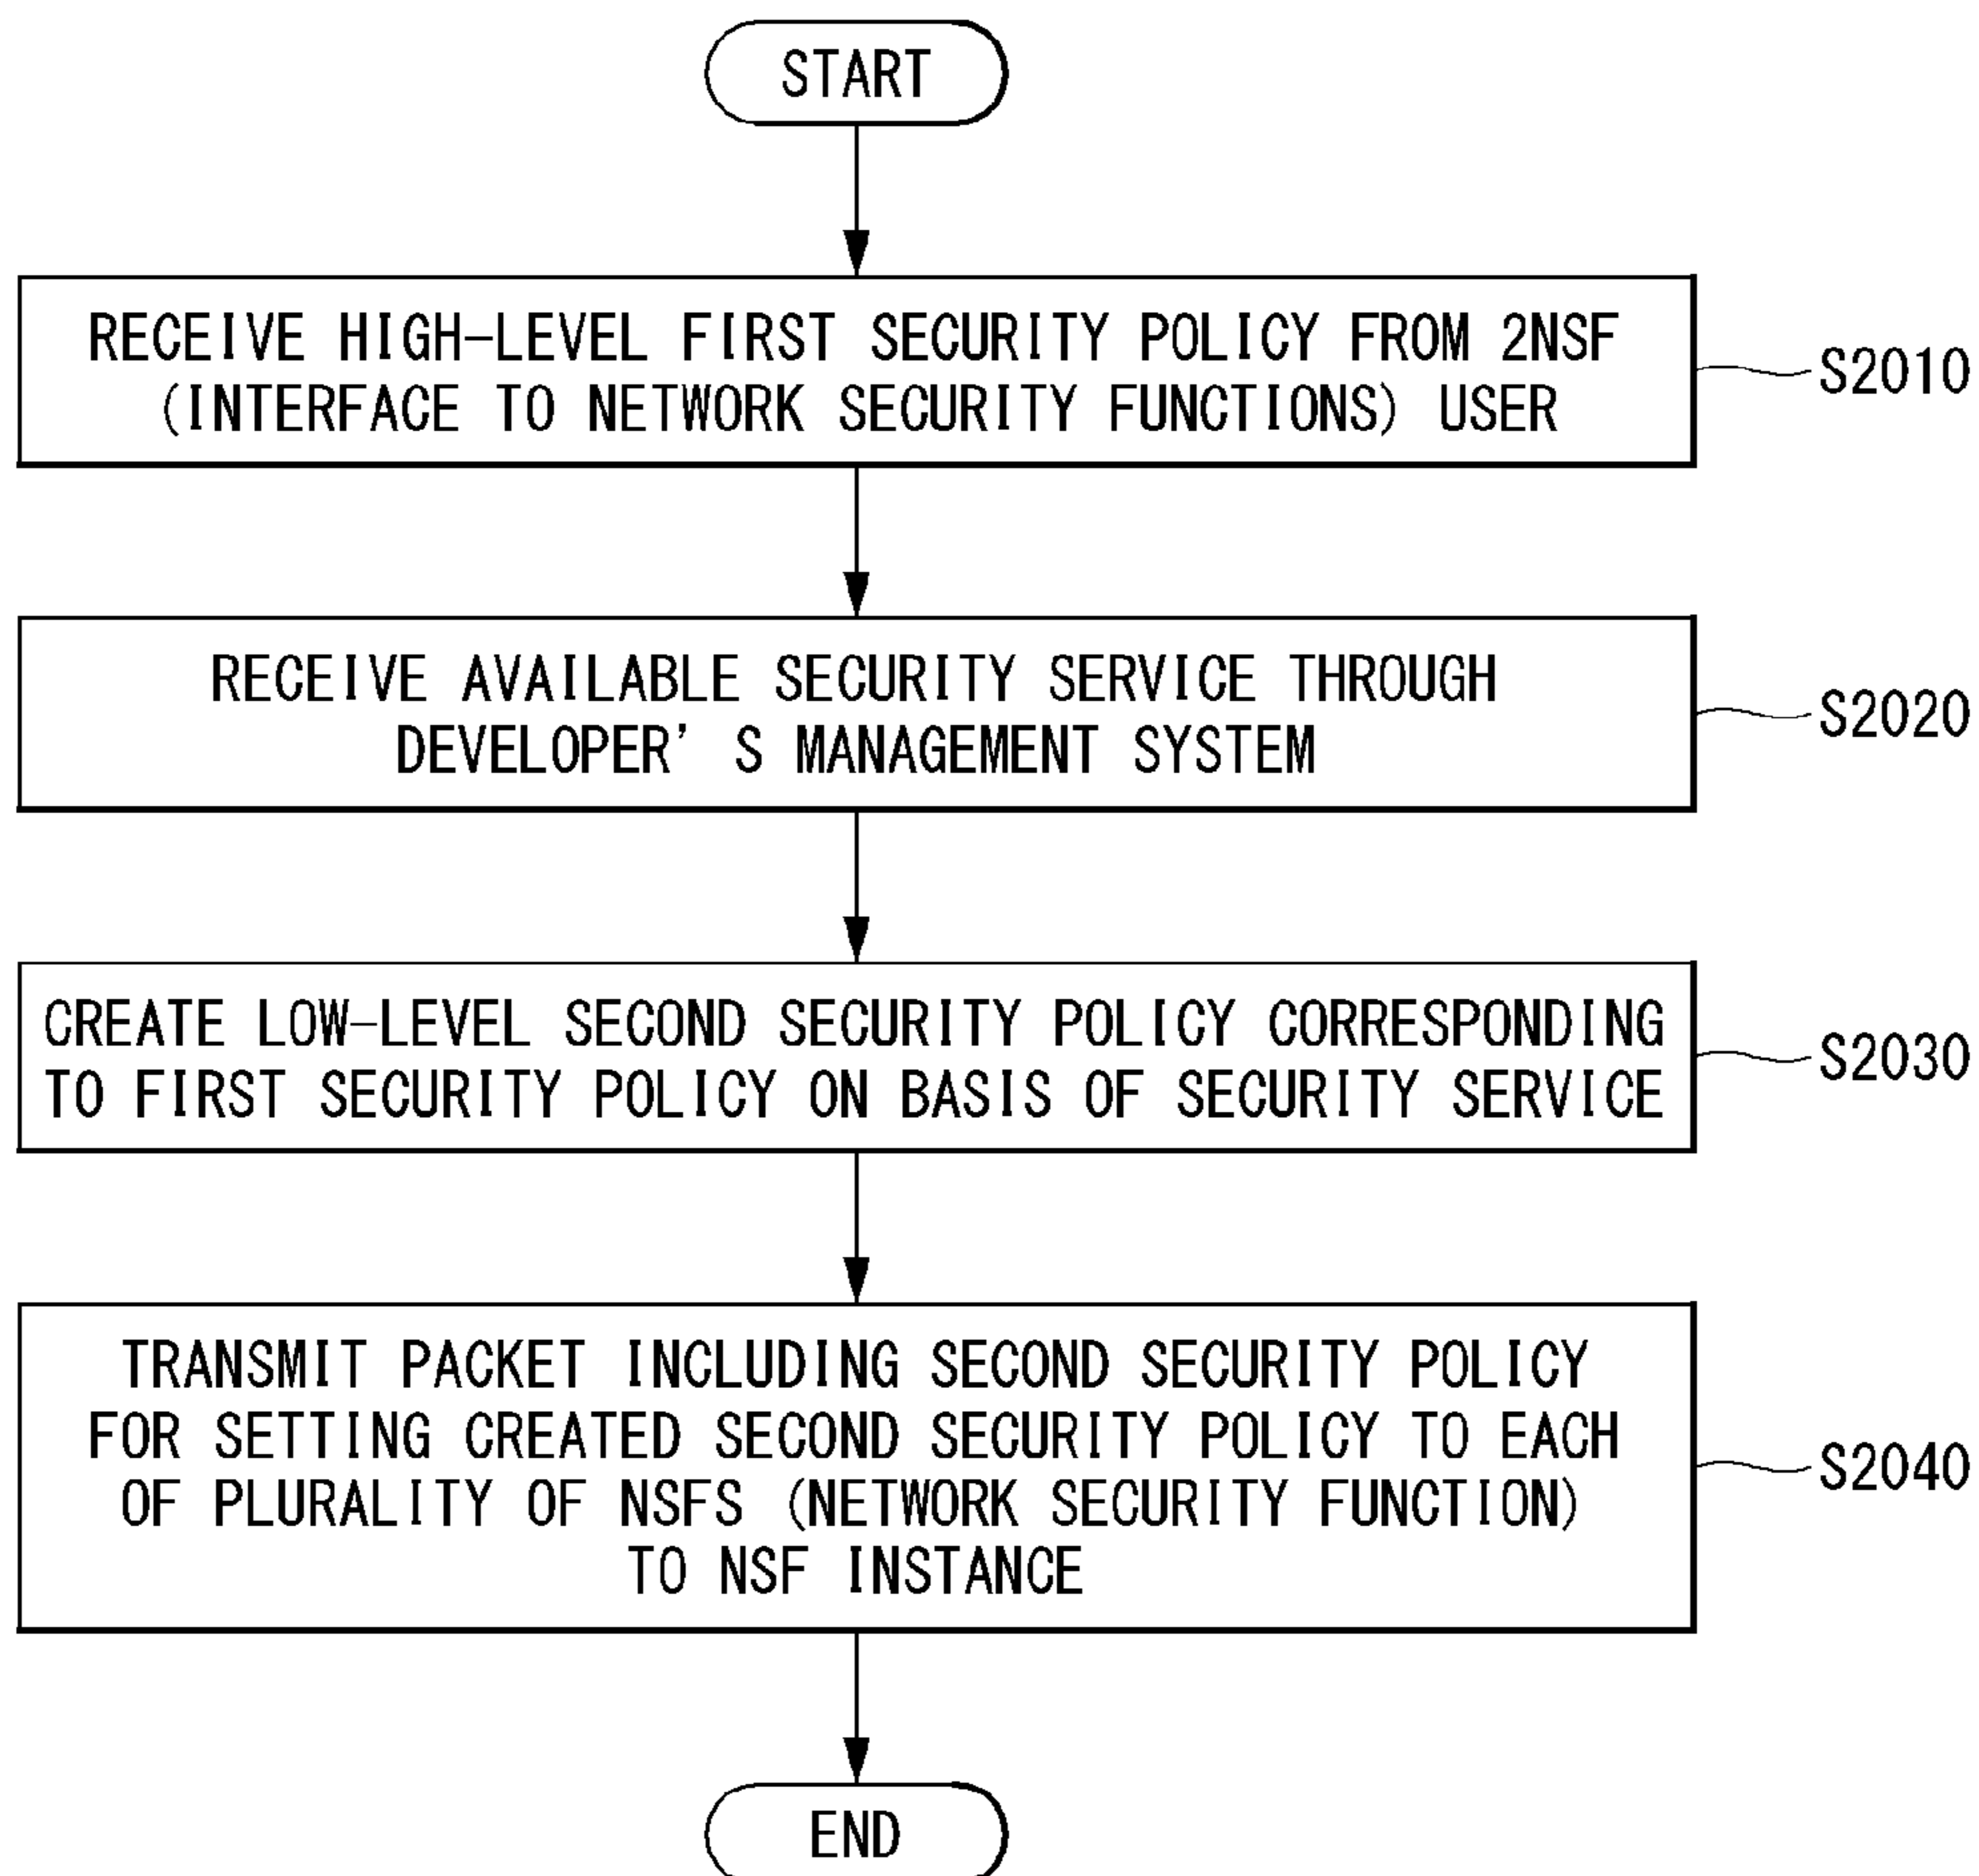 START
RECEIVE HIGH-LEVEL FIRST SECURITY POLICY FROM 2NSF
(INTERFACE TO NETWORK SECURITY FUNCTIONS) USER
S2010
RECEIVE AVAILABLE SECURITY SERVICE THROUGH
DEVELOPER' S MANAGEMENT SYSTEM
S2020
CREATE LOW-LEVEL SECOND SECURITY POLICY CORRESPONDING
TO FIRST SECURITY POLICY ON BASIS OF SECURITY SERVICE
S2030
TRANSMIT PACKET INCLUDING SECOND SECURITY POLICY
FOR SETTING CREATED SECOND SECURITY POLICY TO EACH
OF PLURALITY OF NSFS (NETWORK SECURITY FUNCTION)
TO NSF INSTANCE
S2040
END